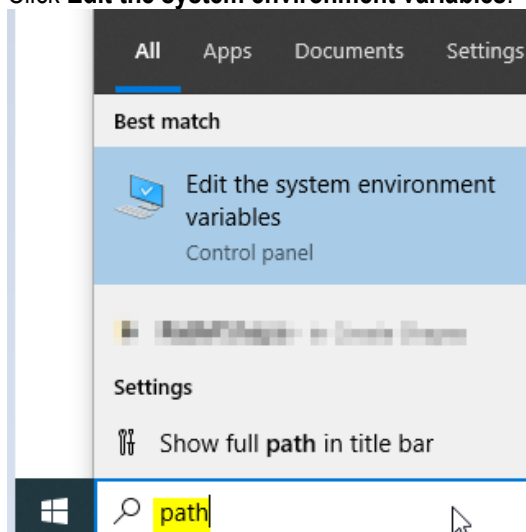 Click Edit the system environment variables.
All Apps Documents Settings
Best match
Edit the system environment
variables
Control panel
Settings
Show full path in title bar
path